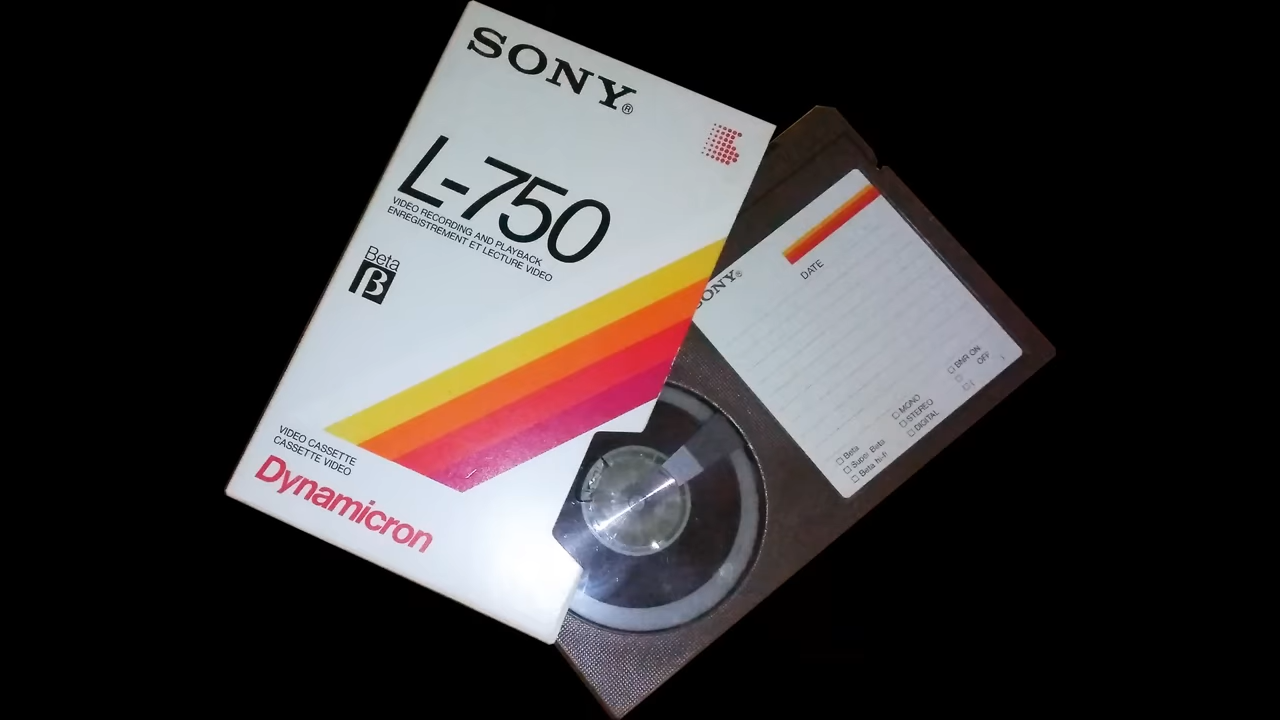 SONY®
L-750
VIDEO RECORDING AND PLAYBACK
ENREGISTREMENT ET LECTURE VIDEO
Beta
β
VIDEO CASSETTE
CASSETTE VIDEO
Dynamicron
SONY®
DATE
□ BNR ON
OFF
□ MONO
□ STEREO
□ DIGITAL
□ Beta
□ Super Beta
□ Beta hi-fi